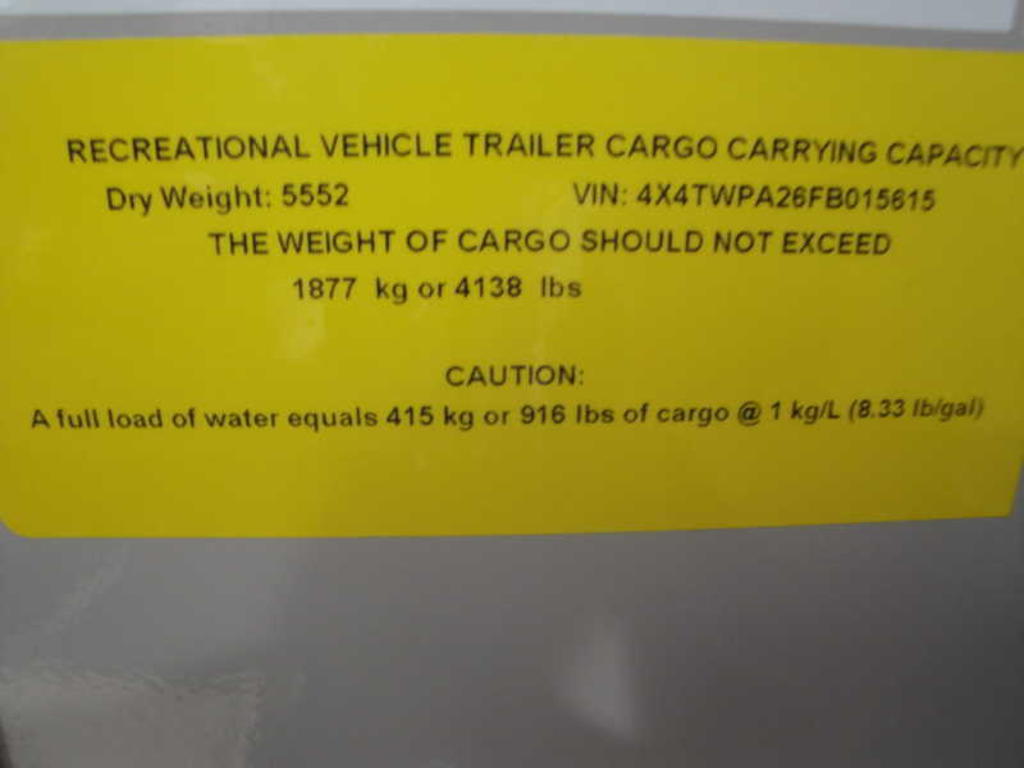 RECREATIONAL VEHICLE TRAILER CARGO CARRYING CAPACITY
Dry Weight: 5552 VIN: 4X4TWPA26FB015615
THE WEIGHT OF CARGO SHOULD NOT EXCEED
1877 kg or 4138 lbs
CAUTION:
A full load of water equals 415 kg or 916 lbs of cargo @ 1 kg/L (8.33 lb/gal)